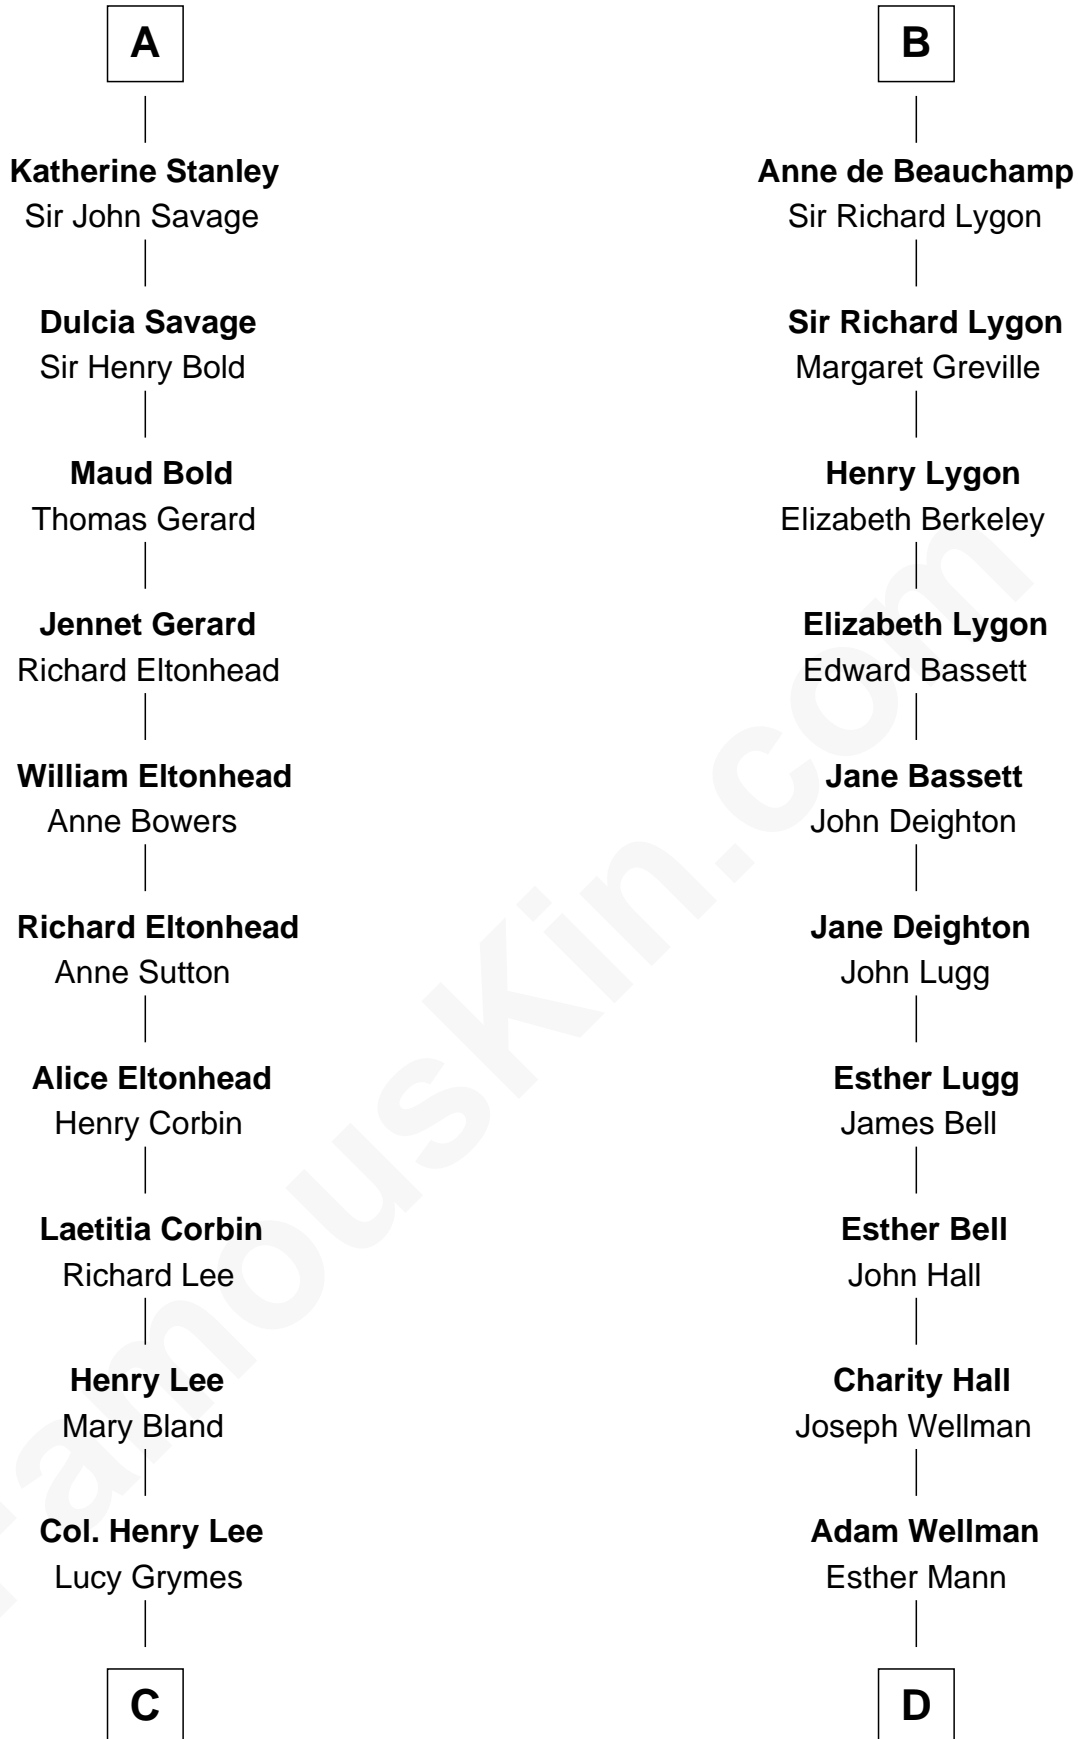 A
Katherine Stanley
Sir John Savage
Dulcia Savage
Sir Henry Bold
Maud Bold
Thomas Gerard
Jennet Gerard
Richard Eltonhead
William Eltonhead
Anne Bowers
Richard Eltonhead
Anne Sutton
Alice Eltonhead
Henry Corbin
Laetitia Corbin
Richard Lee
Henry Lee
Mary Bland
Col. Henry Lee
Lucy Grymes
C
B
Anne de Beauchamp
Sir Richard Lygon
Sir Richard Lygon
Margaret Greville
Henry Lygon
Elizabeth Berkeley
Elizabeth Lygon
Edward Bassett
Jane Bassett
John Deighton
Jane Deighton
John Lugg
Esther Lugg
James Bell
Esther Bell
John Hall
Charity Hall
Joseph Wellman
Adam Wellman
Esther Mann
D
FamousKin.com